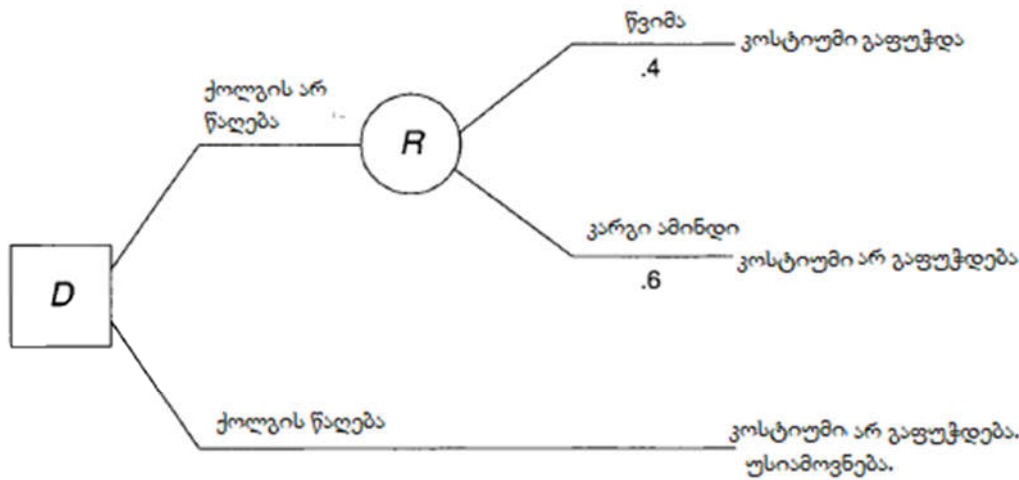 წვიმა
კოსტიუმი გაფუჭდა
.4
ქოლგის არ
წაღება
R
კარგი ამინდი
კოსტიუმი არ გაფუჭდება
.6
D
ქოლგის წაღება
კოსტიუმი არ გაფუჭდება.
უსიამოვნება.